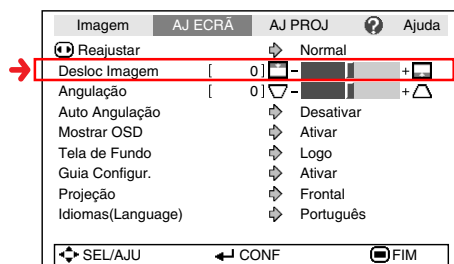 Imagem AJ ECRÃ AJ PROJ ? Ajuda
Reajustar Normal
Desloc Imagem [ 0 ] - +
Angulação [ 0 ] - +
Auto Angulação Desativar
Mostrar OSD Ativar
Tela de Fundo Logo
Guia Configur. Ativar
Projeção Frontal
Idiomas(Language) Português
SEL/AJU CONF FIM